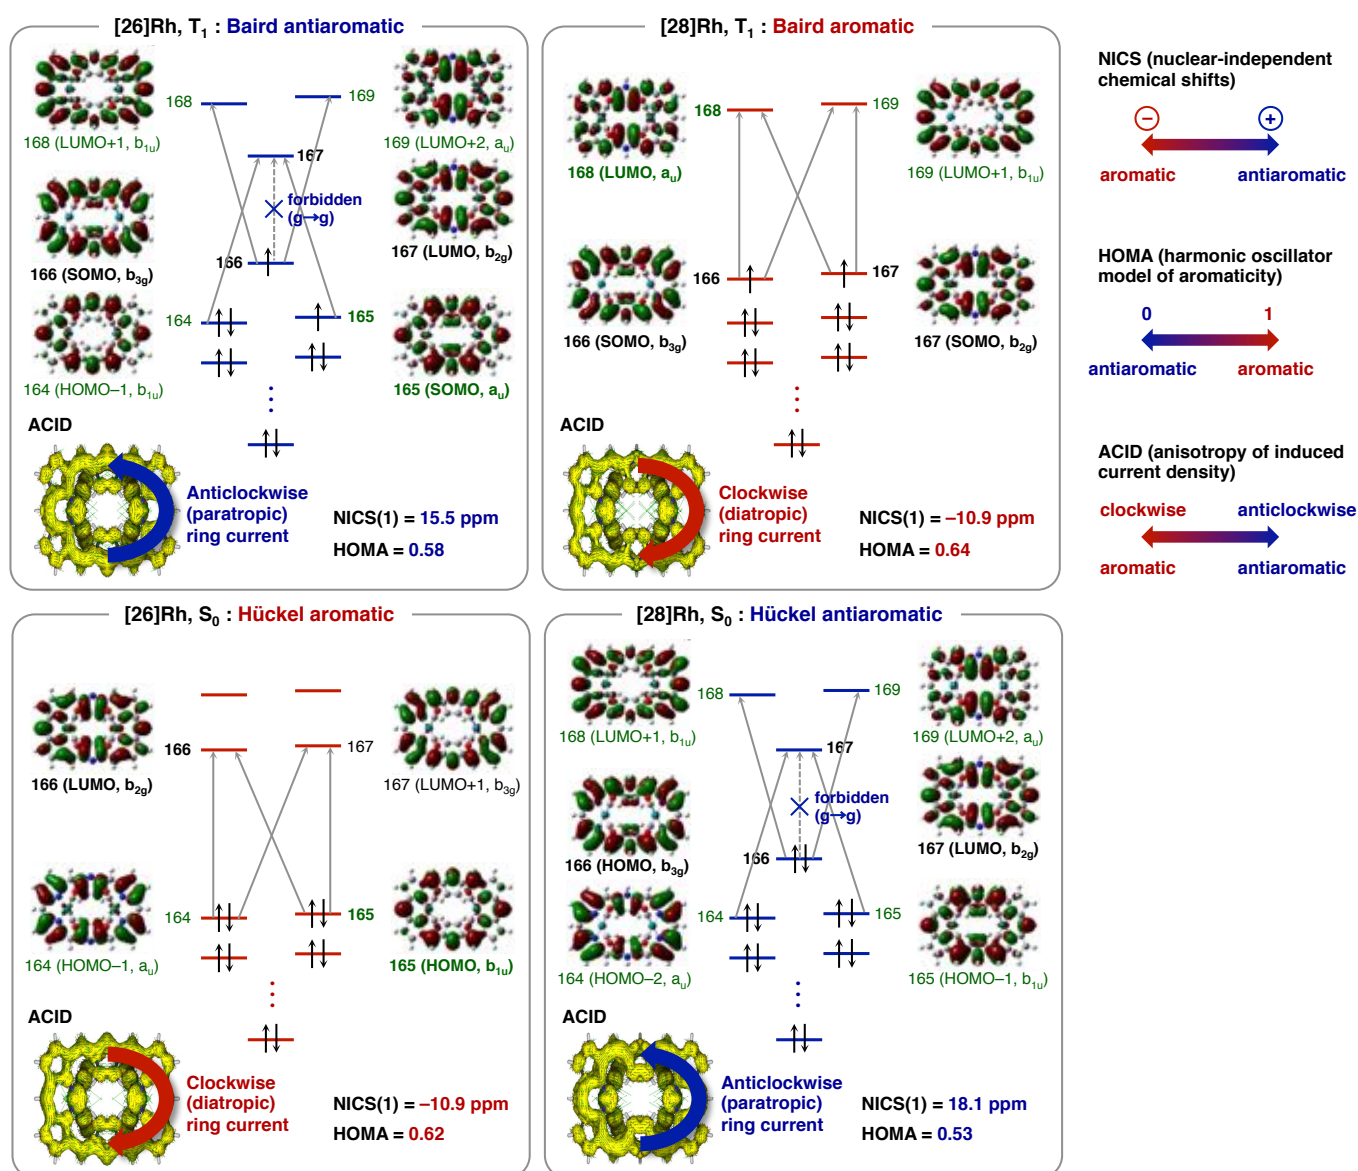 [26]Rh, T1 : Baird antiaromatic
168
169
168 (LUMO+1, b1u)
169 (LUMO+2, au)
167
forbidden
(g→g)
166
166 (SOMO, b3g)
167 (LUMO, b2g)
164
165
164 (HOMO–1, b1u)
165 (SOMO, au)
ACID
Anticlockwise
(paratropic)
ring current
NICS(1) = 15.5 ppm
HOMA = 0.58
[28]Rh, T1 : Baird aromatic
168
169
168 (LUMO, au)
169 (LUMO+1, b1u)
166
167
166 (SOMO, b3g)
167 (SOMO, b2g)
ACID
Clockwise
(diatropic)
ring current
NICS(1) = –10.9 ppm
HOMA = 0.64
NICS (nuclear-independent
chemical shifts)
− +
aromatic antiaromatic
HOMA (harmonic oscillator
model of aromaticity)
0 1
antiaromatic aromatic
ACID (anisotropy of induced
current density)
clockwise anticlockwise
aromatic antiaromatic
[26]Rh, S0 : Hückel aromatic
166
167
166 (LUMO, b2g)
167 (LUMO+1, b3g)
164
165
164 (HOMO–1, au)
165 (HOMO, b1u)
ACID
Clockwise
(diatropic)
ring current
NICS(1) = –10.9 ppm
HOMA = 0.62
[28]Rh, S0 : Hückel antiaromatic
168
169
168 (LUMO+1, b1u)
169 (LUMO+2, au)
167
forbidden
(g→g)
166
166 (HOMO, b3g)
167 (LUMO, b2g)
164
165
164 (HOMO–2, au)
165 (HOMO–1, b1u)
ACID
Anticlockwise
(paratropic)
ring current
NICS(1) = 18.1 ppm
HOMA = 0.53